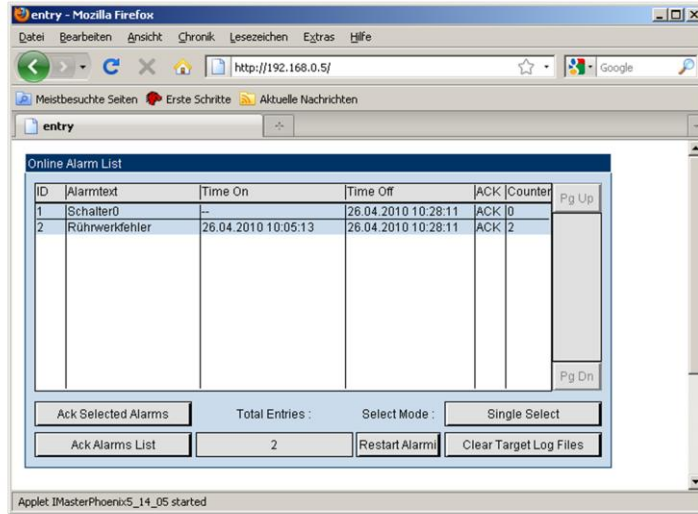 entry - Mozilla Firefox
Datei Bearbeiten Ansicht Chronik Lesezeichen Extras Hilfe
http://192.168.0.5/ Google
Meistbesuchte Seiten Erste Schritte Aktuelle Nachrichten
entry
Online Alarm List
ID Alarmtext Time On Time Off ACK Counter Pg Up
1 Schalter0 -- 26.04.2010 10:28:11 ACK 0
2 Rührwerkfehler 26.04.2010 10:05:13 26.04.2010 10:28:11 ACK 2
Pg Dn
Ack Selected Alarms Total Entries : Select Mode : Single Select
Ack Alarms List 2 Restart Alarmi Clear Target Log Files
Applet IMasterPhoenix5_14_05 started